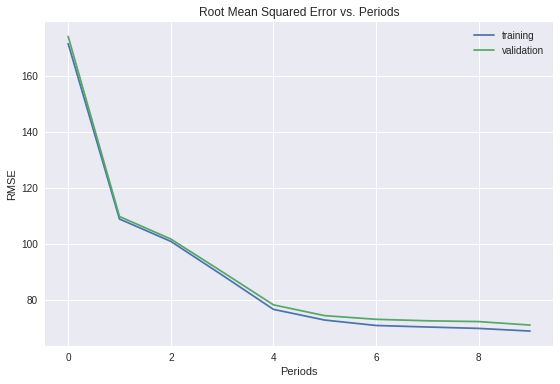 Root Mean Squared Error vs. Periods
training
validation
160
140
120
100
80
RMSE
0
2
4
6
8
Periods